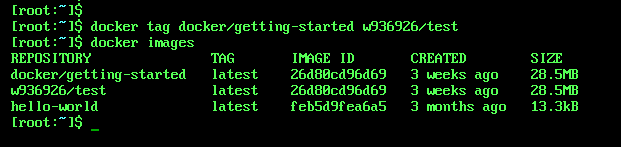 [root:~]$
[root:~]$ docker tag docker/getting-started w936926/test
[root:~]$ docker images
REPOSITORY TAG IMAGE ID CREATED SIZE
docker/getting-started latest 26d80cd96d69 3 weeks ago 28.5MB
w936926/test latest 26d80cd96d69 3 weeks ago 28.5MB
hello-world latest feb5d9fea6a5 3 months ago 13.3kB
[root:~]$ _